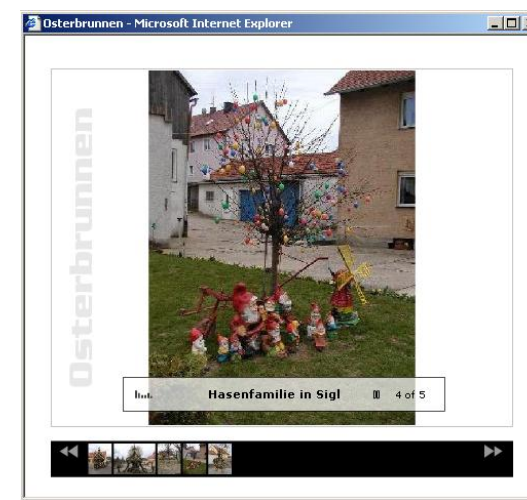 Osterbrunnen - Microsoft Internet Explorer
Osterbrunnen
Hasenfamilie in Sigl
4 of 5